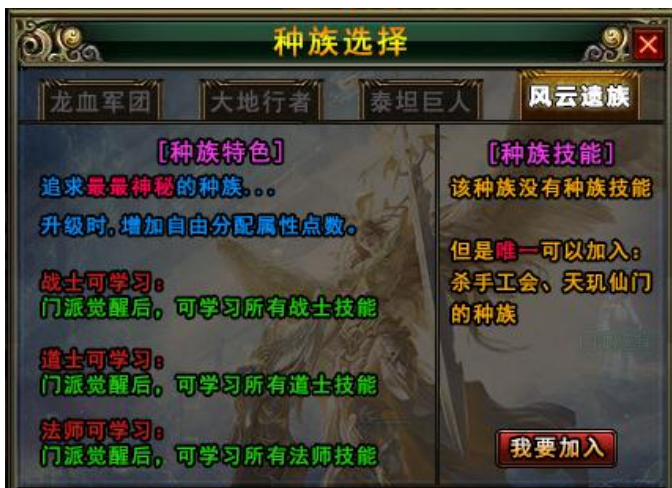 种族选择
龙血军团
大地行者
泰坦巨人
风云遗族
[种族特色]
追求最最神秘的种族...
升级时,增加自由分配属性点数。
战士可学习：
门派觉醒后，可学习所有战士技能
道士可学习：
门派觉醒后，可学习所有道士技能
法师可学习：
门派觉醒后，可学习所有法师技能
[种族技能]
该种族没有种族技能
但是唯一可以加入：
杀手工会、天玑仙门
的种族
我要加入